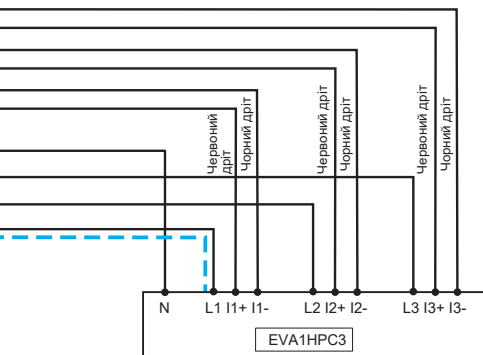 Червоний
дріт
Чорний дріт
Червоний дріт
Чорний дріт
Червоний дріт
Чорний дріт
N L1 I1+ I1- L2 I2+ I2- L3 I3+ I3-
EVA1HPC3